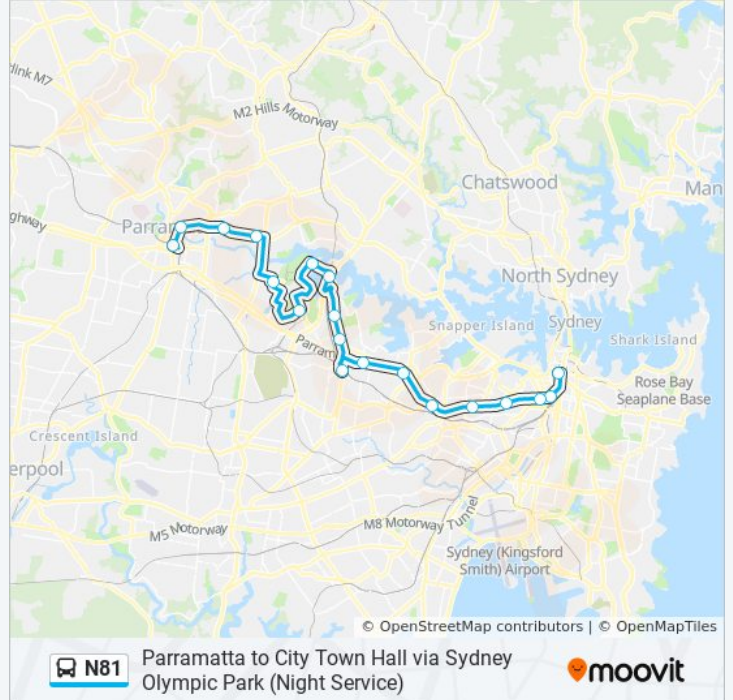 dlink M7
M2 Hills Motorway
Chatswood
Man
ghway
Parra
North Sydney
Snapper Island
Sydney
Shark Island
Parram
Rose Bay
Seaplane Base
Crescent Island
erpool
M5 Motorway
M8 Motorway Tunnel
Sydney (Kingsford
Smith) Airport
© OpenStreetMap contributors | © OpenMapTiles
N81
Parramatta to City Town Hall via Sydney
Olympic Park (Night Service)
moovit